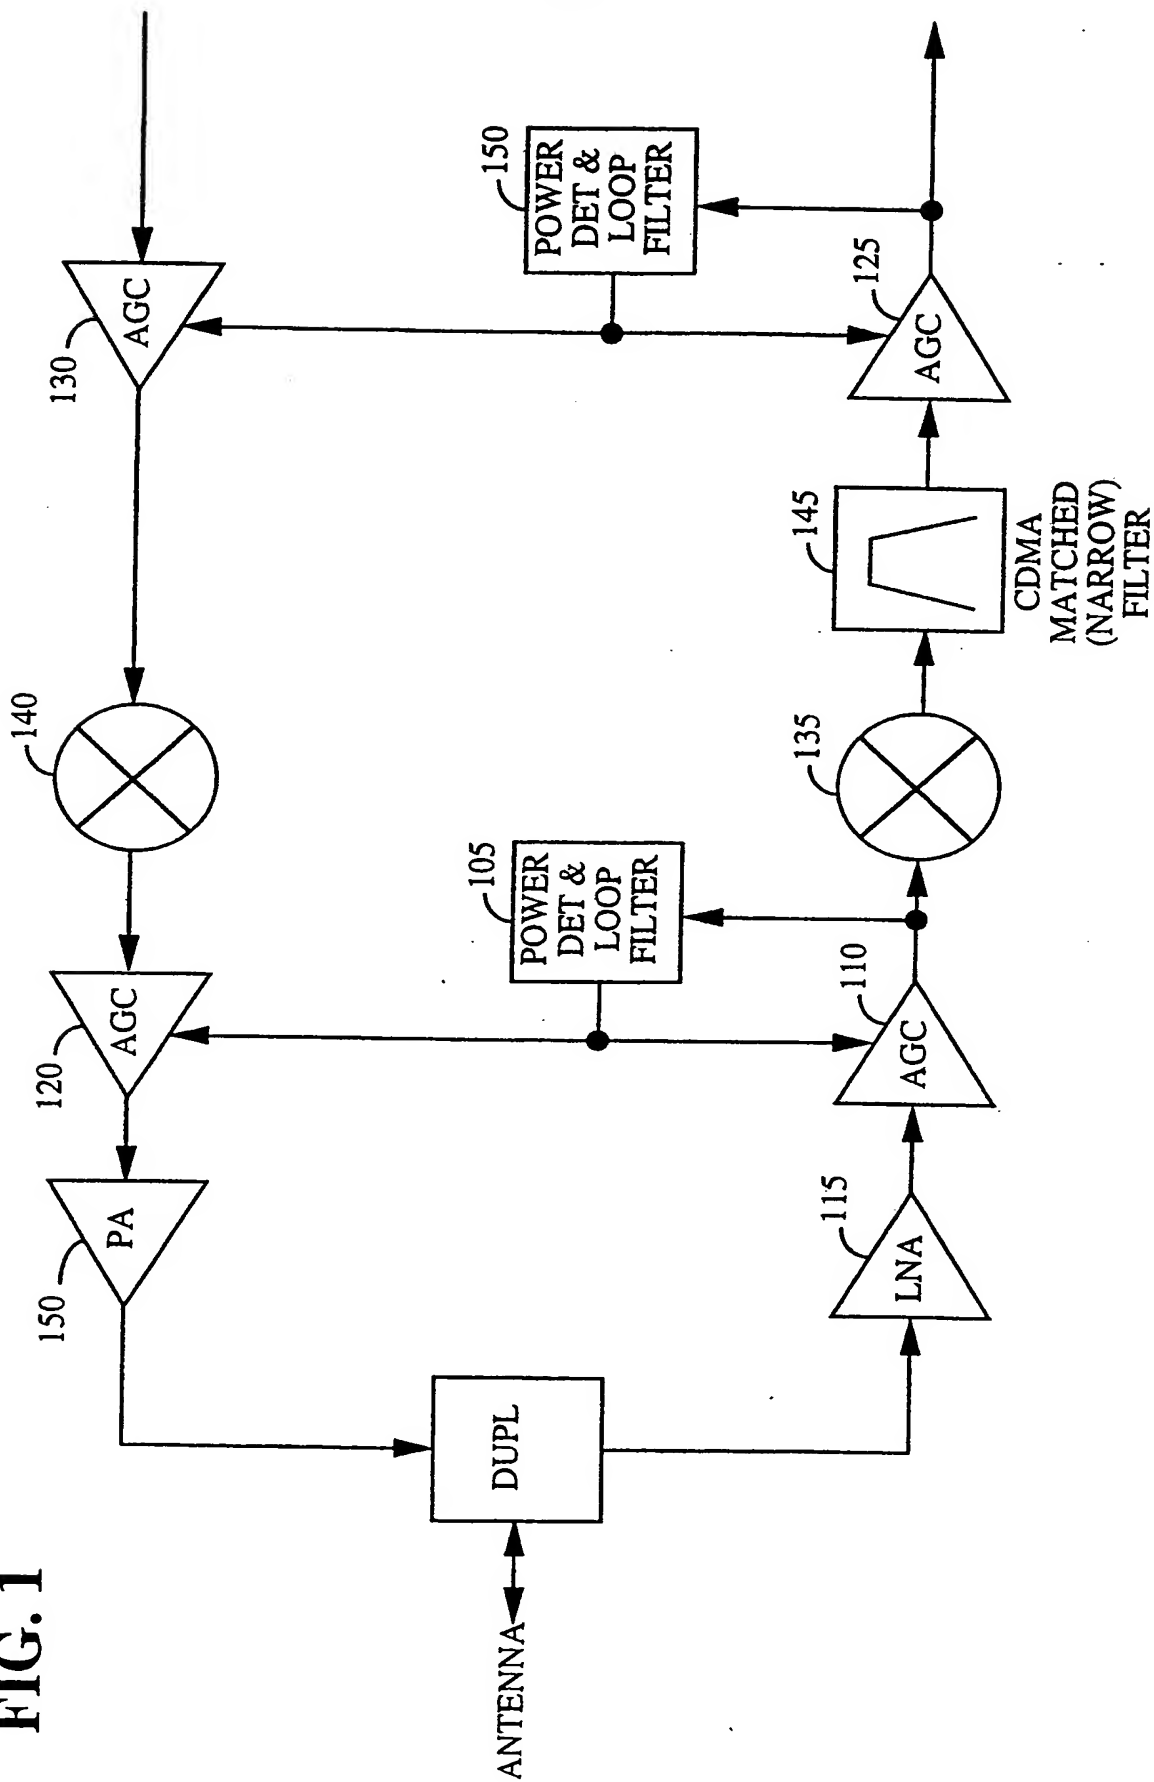 FIG. 1
ANTENNA
DUPL
150
PA
120
AGC
140
130
AGC
105
POWER
DET &
LOOP
FILTER
150
POWER
DET &
LOOP
FILTER
115
LNA
110
AGC
135
145
CDMA
MATCHED
(NARROW)
FILTER
125
AGC